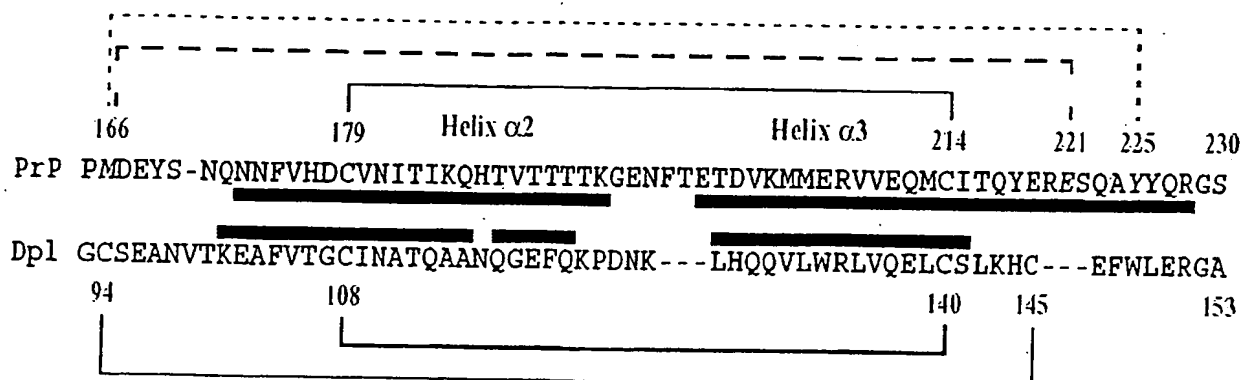 179 Helix α2 Helix α3 214
166 221 225 230
PrP PMDEYS-NQNNFVHDCVNITIKQHTVTTTTKGENFTETDVKMMERVVEQMCITQYERESQAYYQRGS
Dpl GCSEANVTKEAFVTGCINATQAANQGEFQKPDNK---LHQQVLWRLVQELCSLKHC---EFWLERGA
94 108 140 145 153